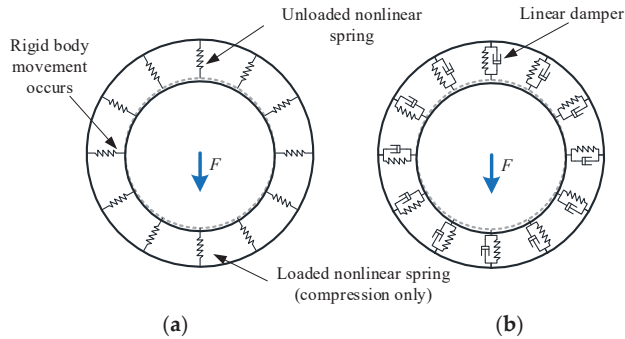 Unloaded nonlinear
spring
Rigid body
movement
occurs
F
Loaded nonlinear spring
(compression only)
(a)
Linear damper
F
(b)